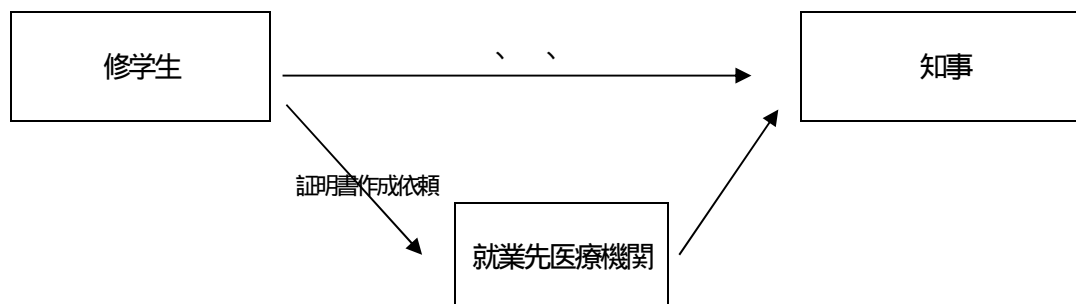 修学生
、 、
知事
証明書作成依頼
就業先医療機関